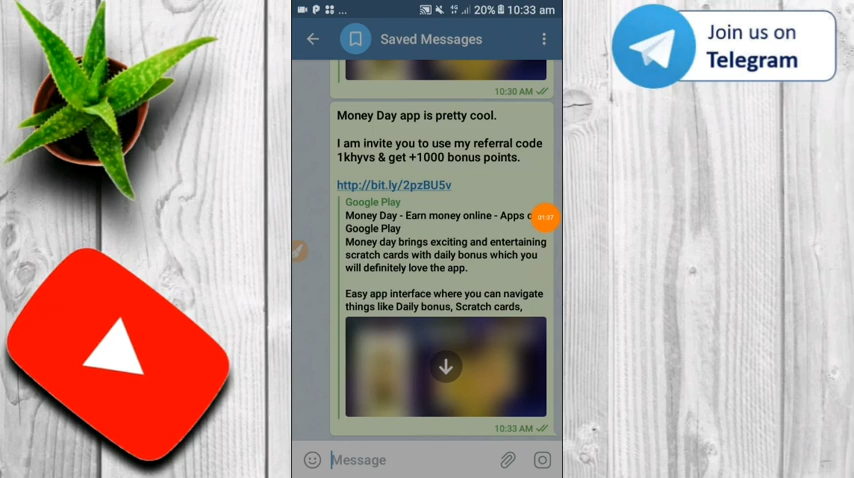 ... 20% 10:33 am
Saved Messages
Join us on
Telegram
10:30 AM
Money Day app is pretty cool.
I am invite you to use my referral code
1khyvs & get +1000 bonus points.
http://bit.ly/2pzBU5v
Google Play
Money Day - Earn money online - Apps
01:37
Google Play
Money day brings exciting and entertaining
scratch cards with daily bonus which you
will definitely love the app.
Easy app interface where you can navigate
things like Daily bonus, Scratch cards,
10:33 AM
Message